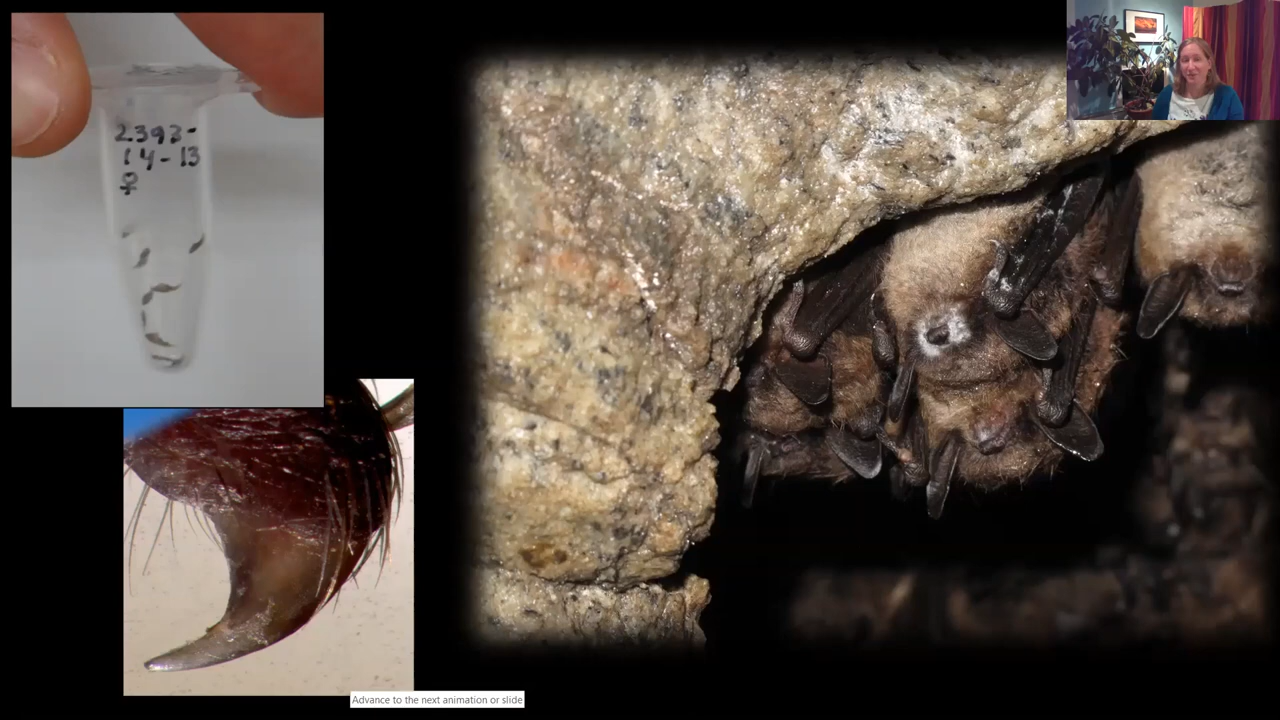 2393-
14-13
♀
Advance to the next animation or slide